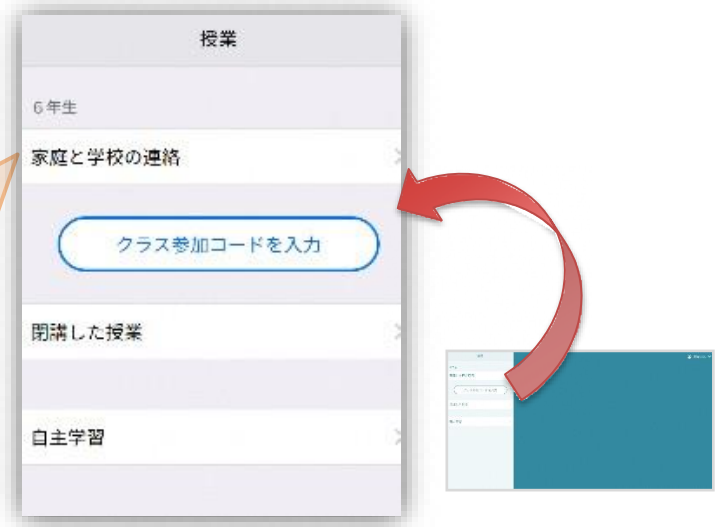 授業
6年生
家庭と学校の連絡
クラス参加コードを入力
閉講した授業
自主学習